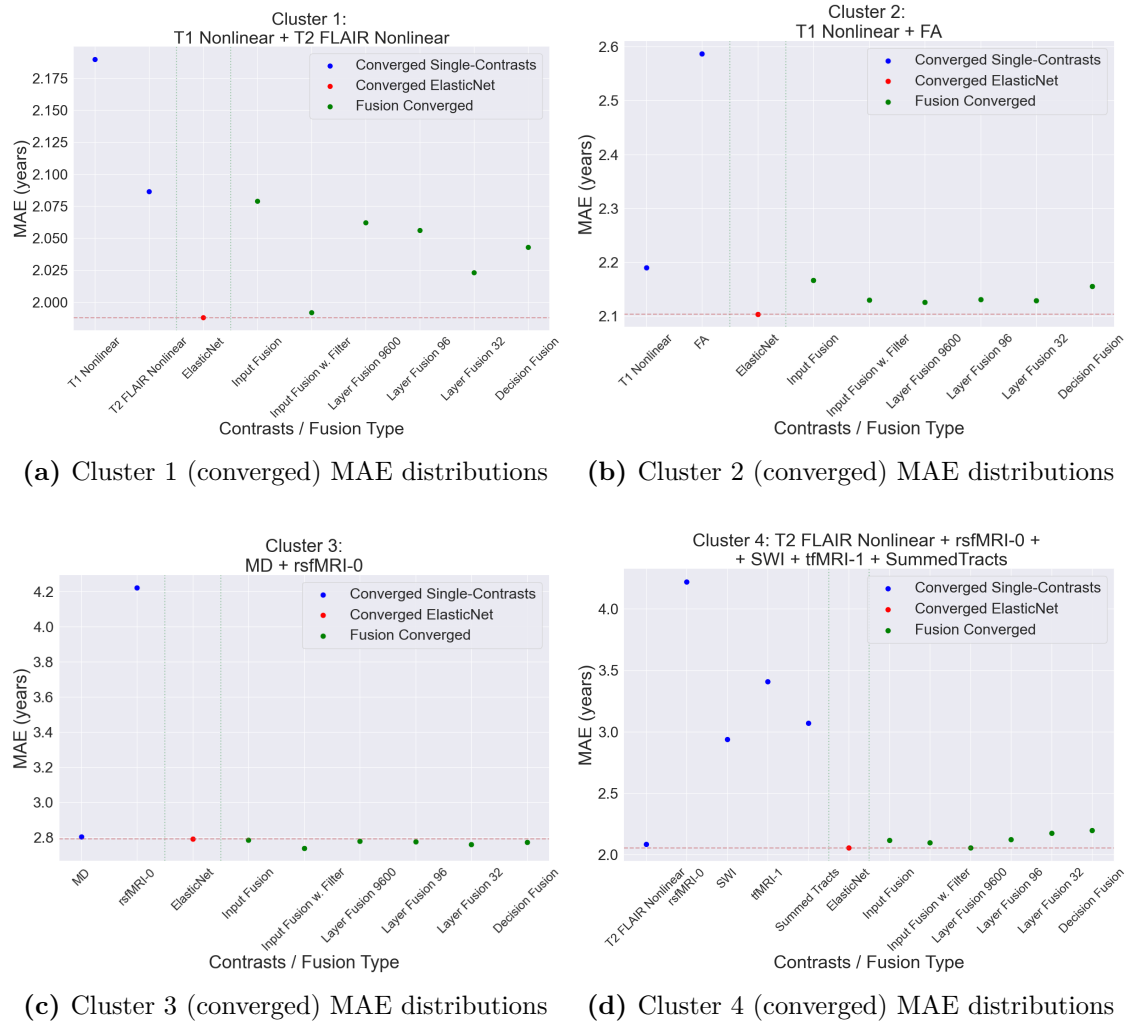 Cluster 1:
T1 Nonlinear + T2 FLAIR Nonlinear
Converged Single-Contrasts
Converged ElasticNet
Fusion Converged
MAE (years)
2.175
2.150
2.125
2.100
2.075
2.050
2.025
2.000
T1 Nonlinear
T2 FLAIR Nonlinear
ElasticNet
Input Fusion
Input Fusion w. Filter
Layer Fusion 9600
Layer Fusion 96
Layer Fusion 32
Decision Fusion
Contrasts / Fusion Type
(a) Cluster 1 (converged) MAE distributions
Cluster 2:
T1 Nonlinear + FA
Converged Single-Contrasts
Converged ElasticNet
Fusion Converged
MAE (years)
2.6
2.5
2.4
2.3
2.2
2.1
T1 Nonlinear
FA
ElasticNet
Input Fusion
Input Fusion w. Filter
Layer Fusion 9600
Layer Fusion 96
Layer Fusion 32
Decision Fusion
Contrasts / Fusion Type
(b) Cluster 2 (converged) MAE distributions
Cluster 3:
MD + rsfMRI-0
Converged Single-Contrasts
Converged ElasticNet
Fusion Converged
MAE (years)
4.2
4.0
3.8
3.6
3.4
3.2
3.0
2.8
MD
rsfMRI-0
ElasticNet
Input Fusion
Input Fusion w. Filter
Layer Fusion 9600
Layer Fusion 96
Layer Fusion 32
Decision Fusion
Contrasts / Fusion Type
(c) Cluster 3 (converged) MAE distributions
Cluster 4: T2 FLAIR Nonlinear + rsfMRI-0 +
+ SWI + tfMRI-1 + SummedTracts
Converged Single-Contrasts
Converged ElasticNet
Fusion Converged
MAE (years)
4.0
3.5
3.0
2.5
2.0
T2 FLAIR Nonlinear
rsfMRI-0
SWI
tfMRI-1
Summed Tracts
ElasticNet
Input Fusion
Input Fusion w. Filter
Layer Fusion 9600
Layer Fusion 96
Layer Fusion 32
Decision Fusion
Contrasts / Fusion Type
(d) Cluster 4 (converged) MAE distributions